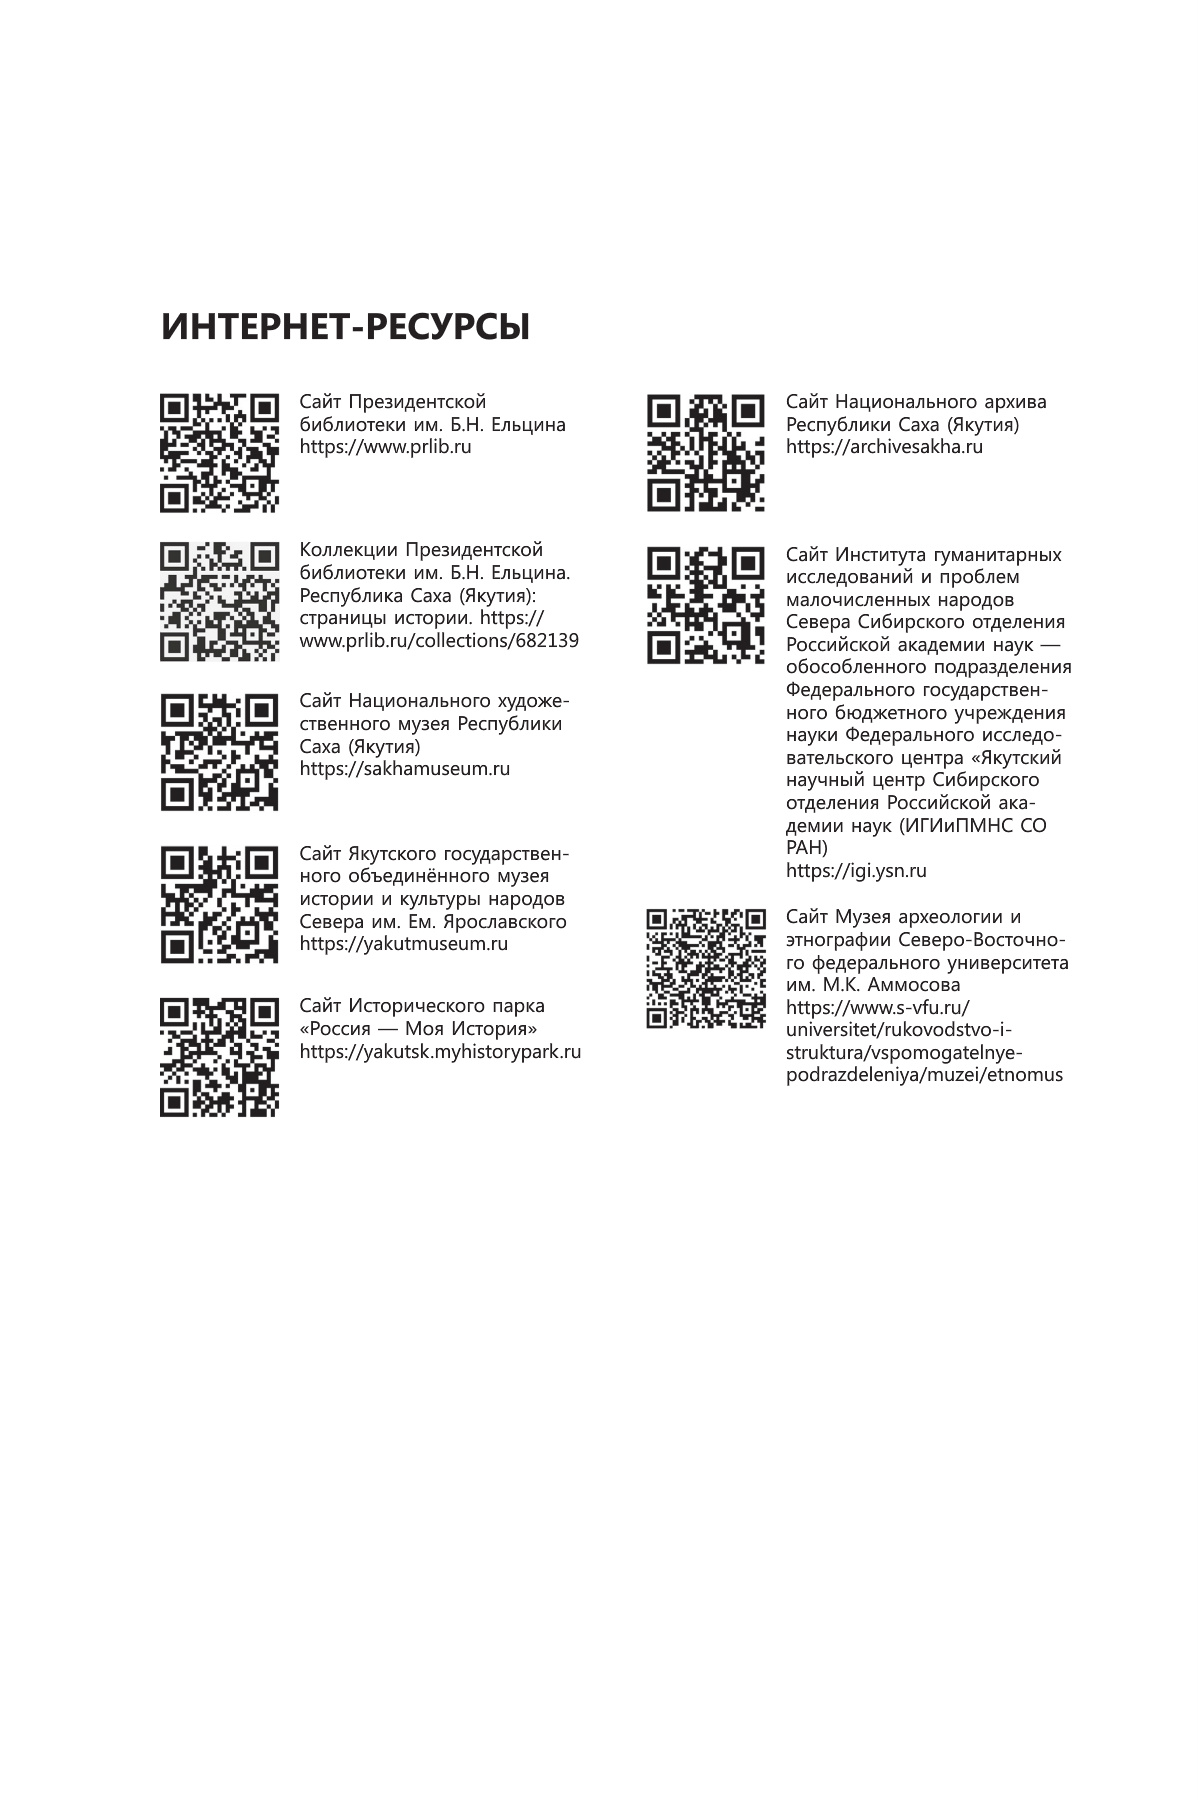 ИНТЕРНЕТ-РЕСУРСЫ
Сайт Президентской
библиотеки им. Б.Н. Ельцина
https://www.prlib.ru
Коллекции Президентской
библиотеки им. Б.Н. Ельцина.
Республика Саха (Якутия):
страницы истории. https://
www.prlib.ru/collections/682139
Сайт Национального художе-
ственного музея Республики
Саха (Якутия)
https://sakhamuseum.ru
Сайт Якутского государствен-
ного объединённого музея
истории и культуры народов
Севера им. Ем. Ярославского
https://yakutmuseum.ru
Сайт Исторического парка
«Россия — Моя История»
https://yakutsk.myhistorypark.ru
Сайт Национального архива
Республики Саха (Якутия)
https://archivesakha.ru
Сайт Института гуманитарных
исследований и проблем
малочисленных народов
Севера Сибирского отделения
Российской академии наук —
обособленного подразделения
Федерального государствен-
ного бюджетного учреждения
науки Федерального исследо-
вательского центра «Якутский
научный центр Сибирского
отделения Российской ака-
демии наук (ИГИиПМНС СО
РАН)
https://igi.ysn.ru
Сайт Музея археологии и
этнографии Северо-Восточно-
го федерального университета
им. М.К. Аммосова
https://www.s-vfu.ru/
universitet/rukovodstvo-i-
struktura/vspomogatelnye-
podrazdeleniya/muzei/etnomus